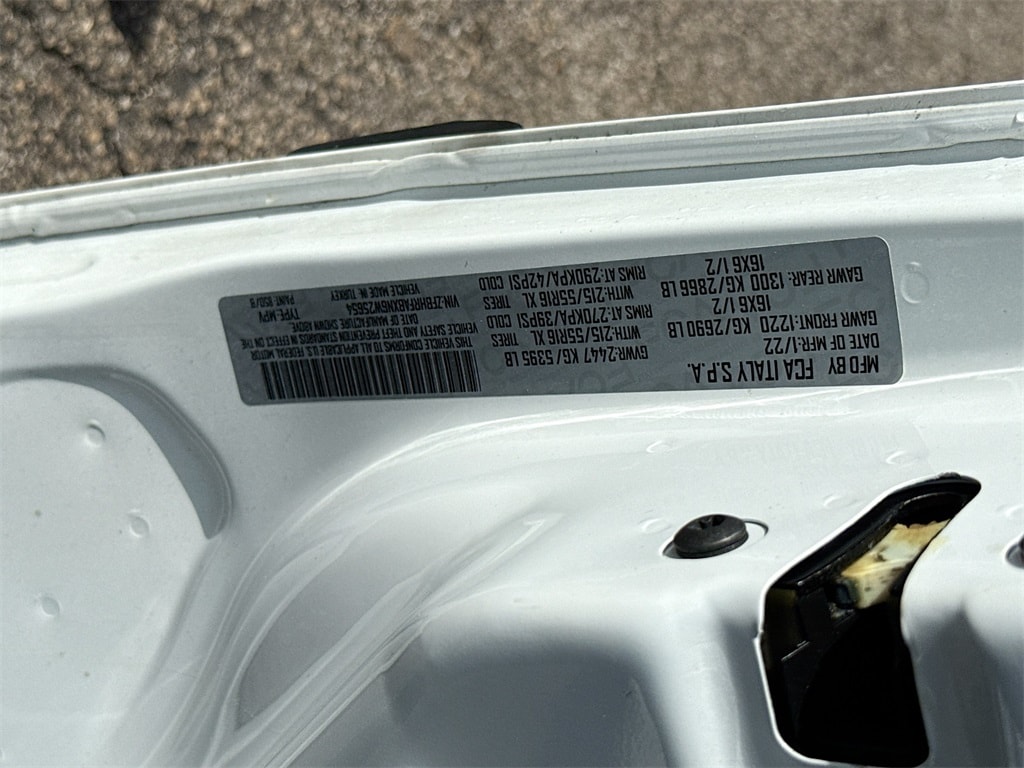 MFD BY FCA ITALY S.P.A.
DATE OF MFR:1/22 GVWR:2447 KG/5395 LB
GAWR FRONT:1220 KG/2690 LB WITH:215/55R16 XL TIRES
16X6 1/2 RIMS AT:270KPA/39PSI COLD
GAWR REAR: 1300 KG/2866 LB WITH:215/55R16 XL TIRES
16X6 1/2 RIMS AT:290KPA/42PSI COLD
THIS VEHICLE CONFORMS TO ALL APPLICABLE U.S. FEDERAL MOTOR
VEHICLE SAFETY AND THEFT PREVENTION STANDARDS IN EFFECT ON THE
DATE OF MANUFACTURE SHOWN ABOVE.
VIN:ZFBHRFABXN6W25654 TYPE: MPV
VEHICLE MADE IN: TURKEY PAINT: 850/B